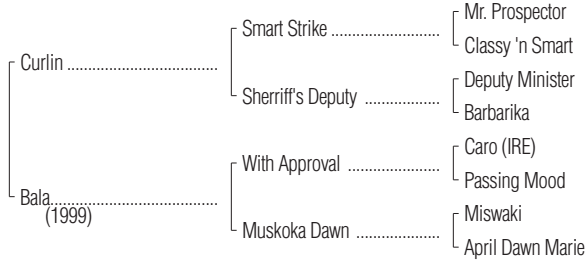 Mr. Prospector
Smart Strike ........................
Classy 'n Smart
Curlin .................................
Deputy Minister
Sherriff's Deputy ................
Barbarika
Caro (IRE)
With Approval ....................
Passing Mood
Bala.....................................
(1999)
Miswaki
Muskoka Dawn ..................
April Dawn Marie